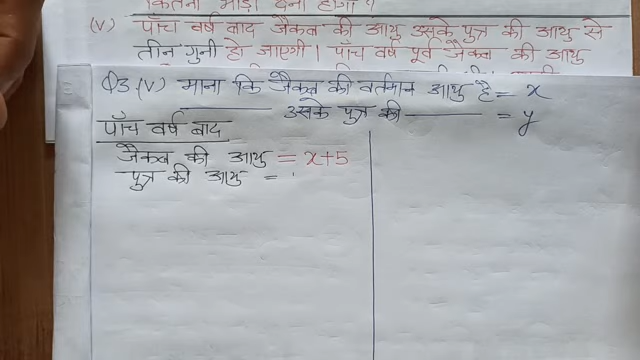 कितना भाड़ा देना होगा ?
(V) पाँच वर्ष बाद जैकब की आयु उसके पुत्र की आयु से
तीन गुनी हो जाएगी। पाँच वर्ष पूर्व जैकब की आयु
Q3.(V) माना कि जैकब की वर्तमान आयु है = x
उसके पुत्र की = y
पाँच वर्ष बाद
जैकब की आयु = x+5
पुत्र की आयु =